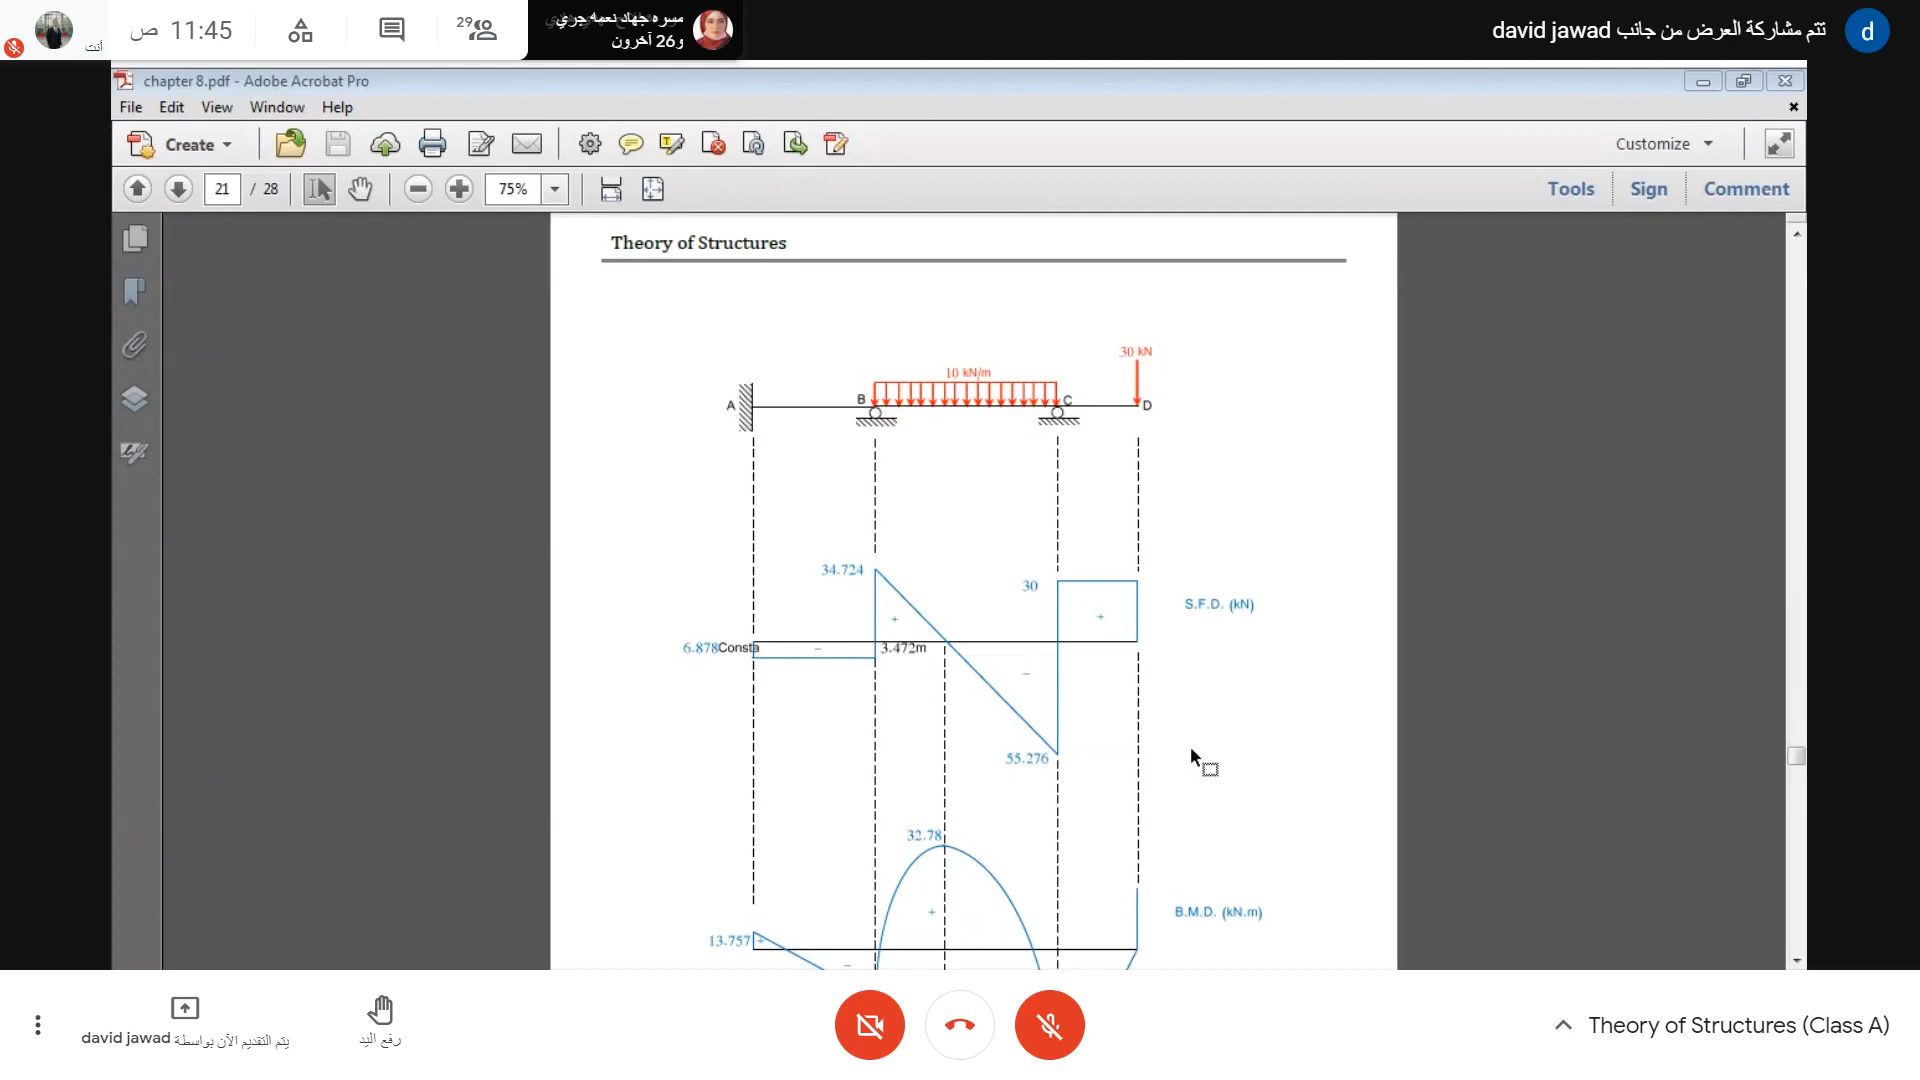 أنت
11:45 ص
29
مسره جهاد نعمه جري
و26 آخرون
تتم مشاركة العرض من جانب david jawad
d
chapter 8.pdf - Adobe Acrobat Pro
File Edit View Window Help
Create
Customize
21 / 28
75%
Tools Sign Comment
Theory of Structures
30 kN
10 kN/m
A B C D
34.724
30
S.F.D. (kN)
+
+
6.878Consta
−
3.472m
−
55.276
32.78
+
B.M.D. (kN.m)
13.757
+
−
يتم التقديم الآن بواسطة david jawad
رفع اليد
Theory of Structures (Class A)